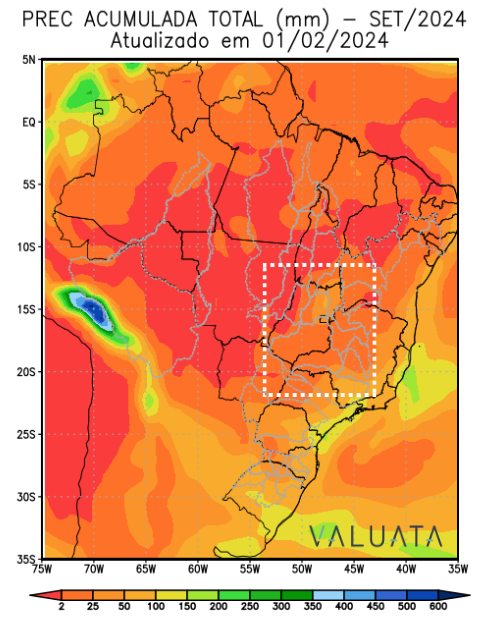 PREC ACUMULADA TOTAL (mm) – SET/2024
Atualizado em 01/02/2024
5N
EQ
5S
10S
15S
20S
25S
30S
35S
VALUATA
75W 70W 65W 60W 55W 50W 45W 40W 35W
2 25 50 100 150 200 250 300 350 400 450 500 600